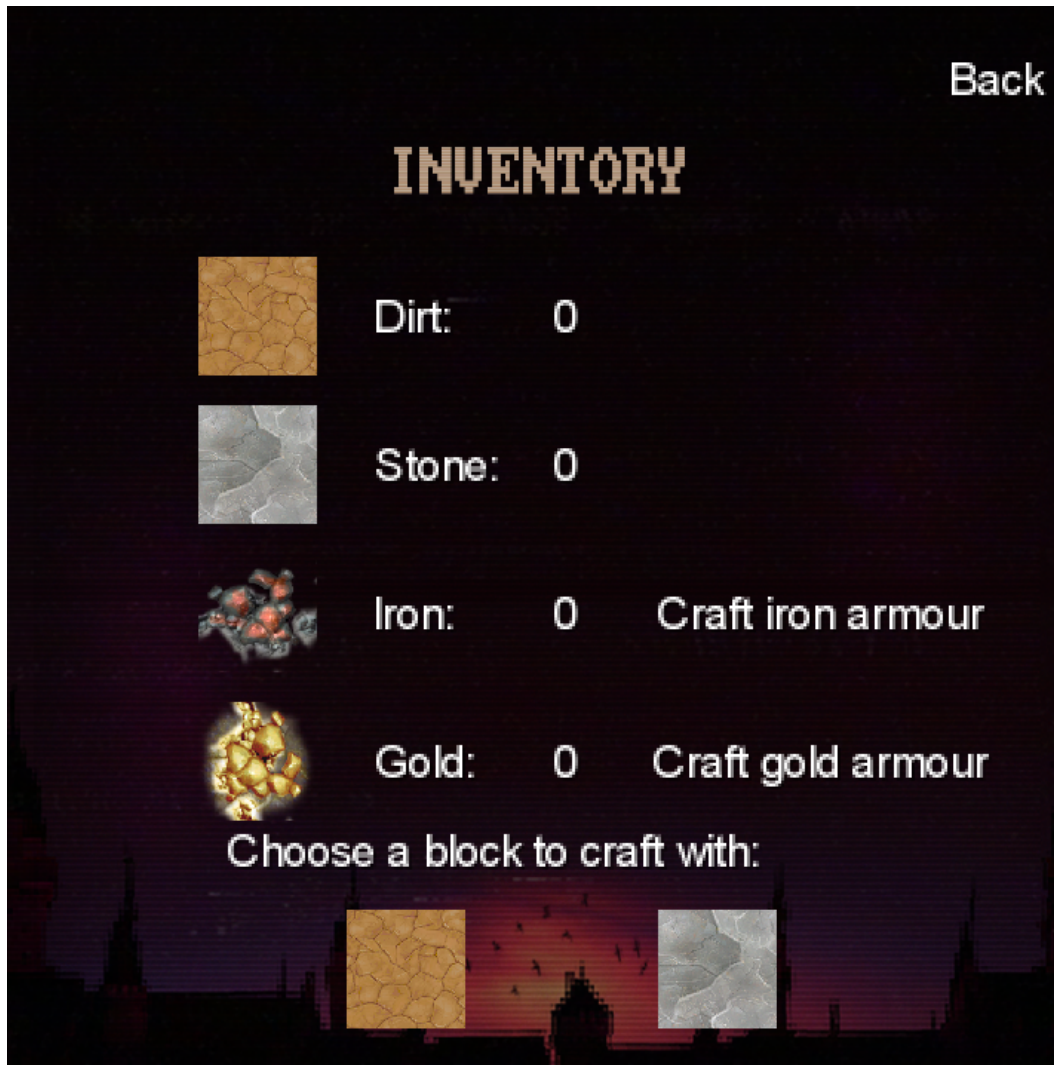 Back
INVENTORY
Dirt: 0
Stone: 0
Iron: 0 Craft iron armour
Gold: 0 Craft gold armour
Choose a block to craft with: